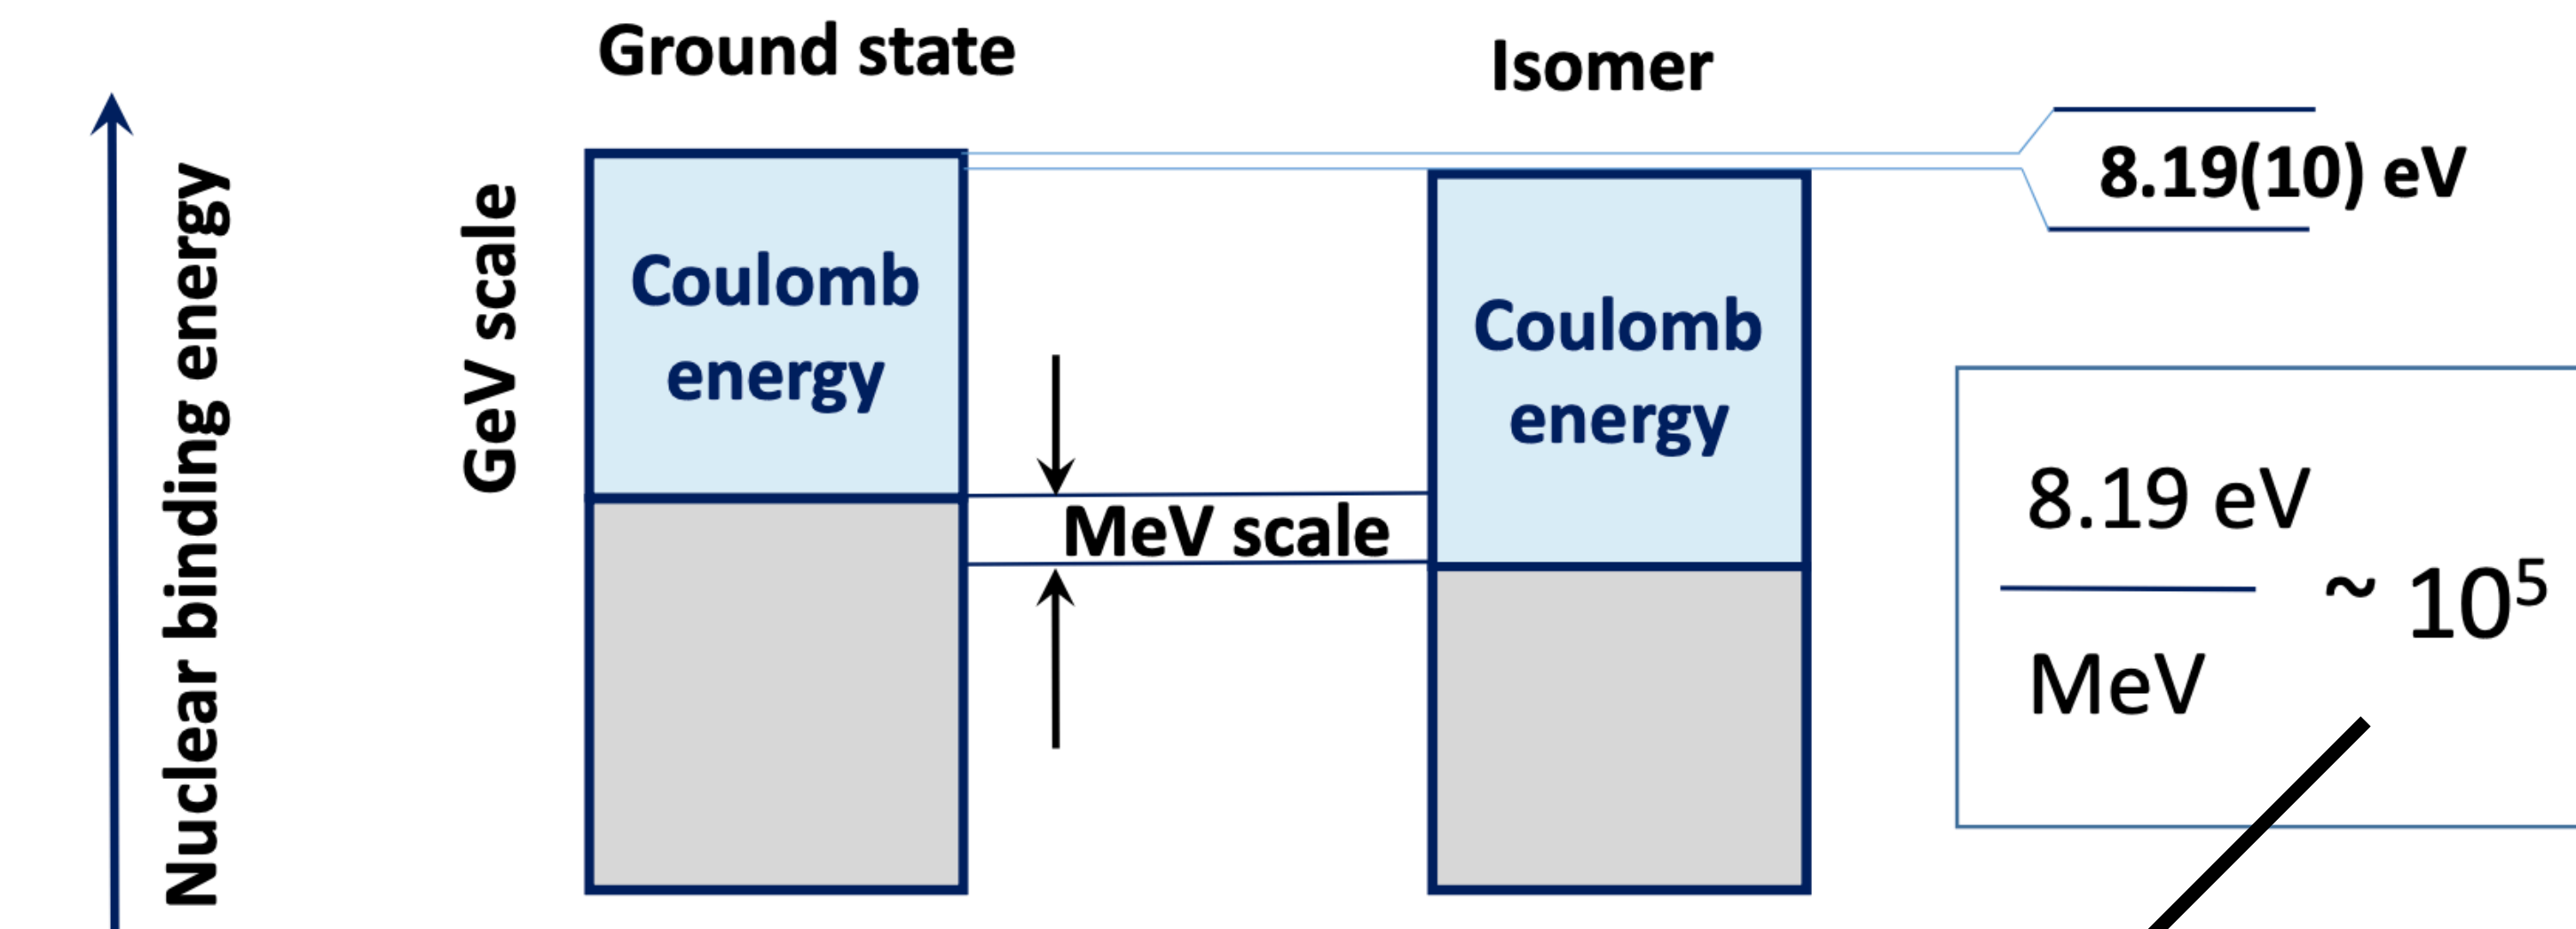 Ground state
Isomer
8.19(10) eV
Nuclear binding energy
GeV scale
Coulomb
energy
Coulomb
energy
MeV scale
8.19 eV
MeV
~ 10⁵